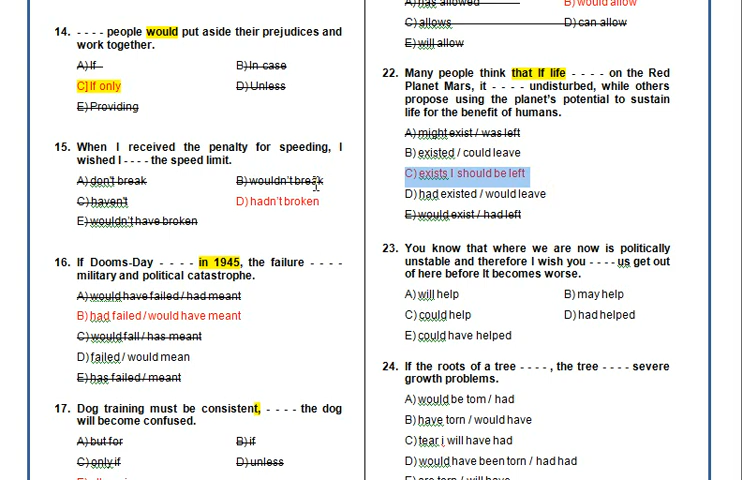 14. - - - - people would put aside their prejudices and
work together.
A) If
B) In case
C] If only
D) Unless
E) Providing
15. When I received the penalty for speeding, I
wished I - - - - the speed limit.
A) don't break
B) wouldn't break
C) haven't
D) hadn't broken
E) wouldn't have broken
16. If Dooms-Day - - - - in 1945, the failure - - - -
military and political catastrophe.
A) would have failed / had meant
B) had failed / would have meant
C) would fall / has meant
D) failed / would mean
E) has failed / meant
17. Dog training must be consistent, - - - - the dog
will become confused.
A) but for
B) if
C) only if
D) unless
A) has allowed
B) would allow
C) allows
D) can allow
E) will allow
22. Many people think that If life - - - - on the Red
Planet Mars, it - - - - undisturbed, while others
propose using the planet's potential to sustain
life for the benefit of humans.
A) might exist / was left
B) existed / could leave
C) exists I should be left
D) had existed / would leave
E) would exist / had left
23. You know that where we are now is politically
unstable and therefore I wish you - - - - us get out
of here before It becomes worse.
A) will help
B) may help
C) could help
D) had helped
E) could have helped
24. If the roots of a tree - - - - , the tree - - - - severe
growth problems.
A) would be tom / had
B) have torn / would have
C) tear i will have had
D) would have been torn / had had
E) are torn / will have